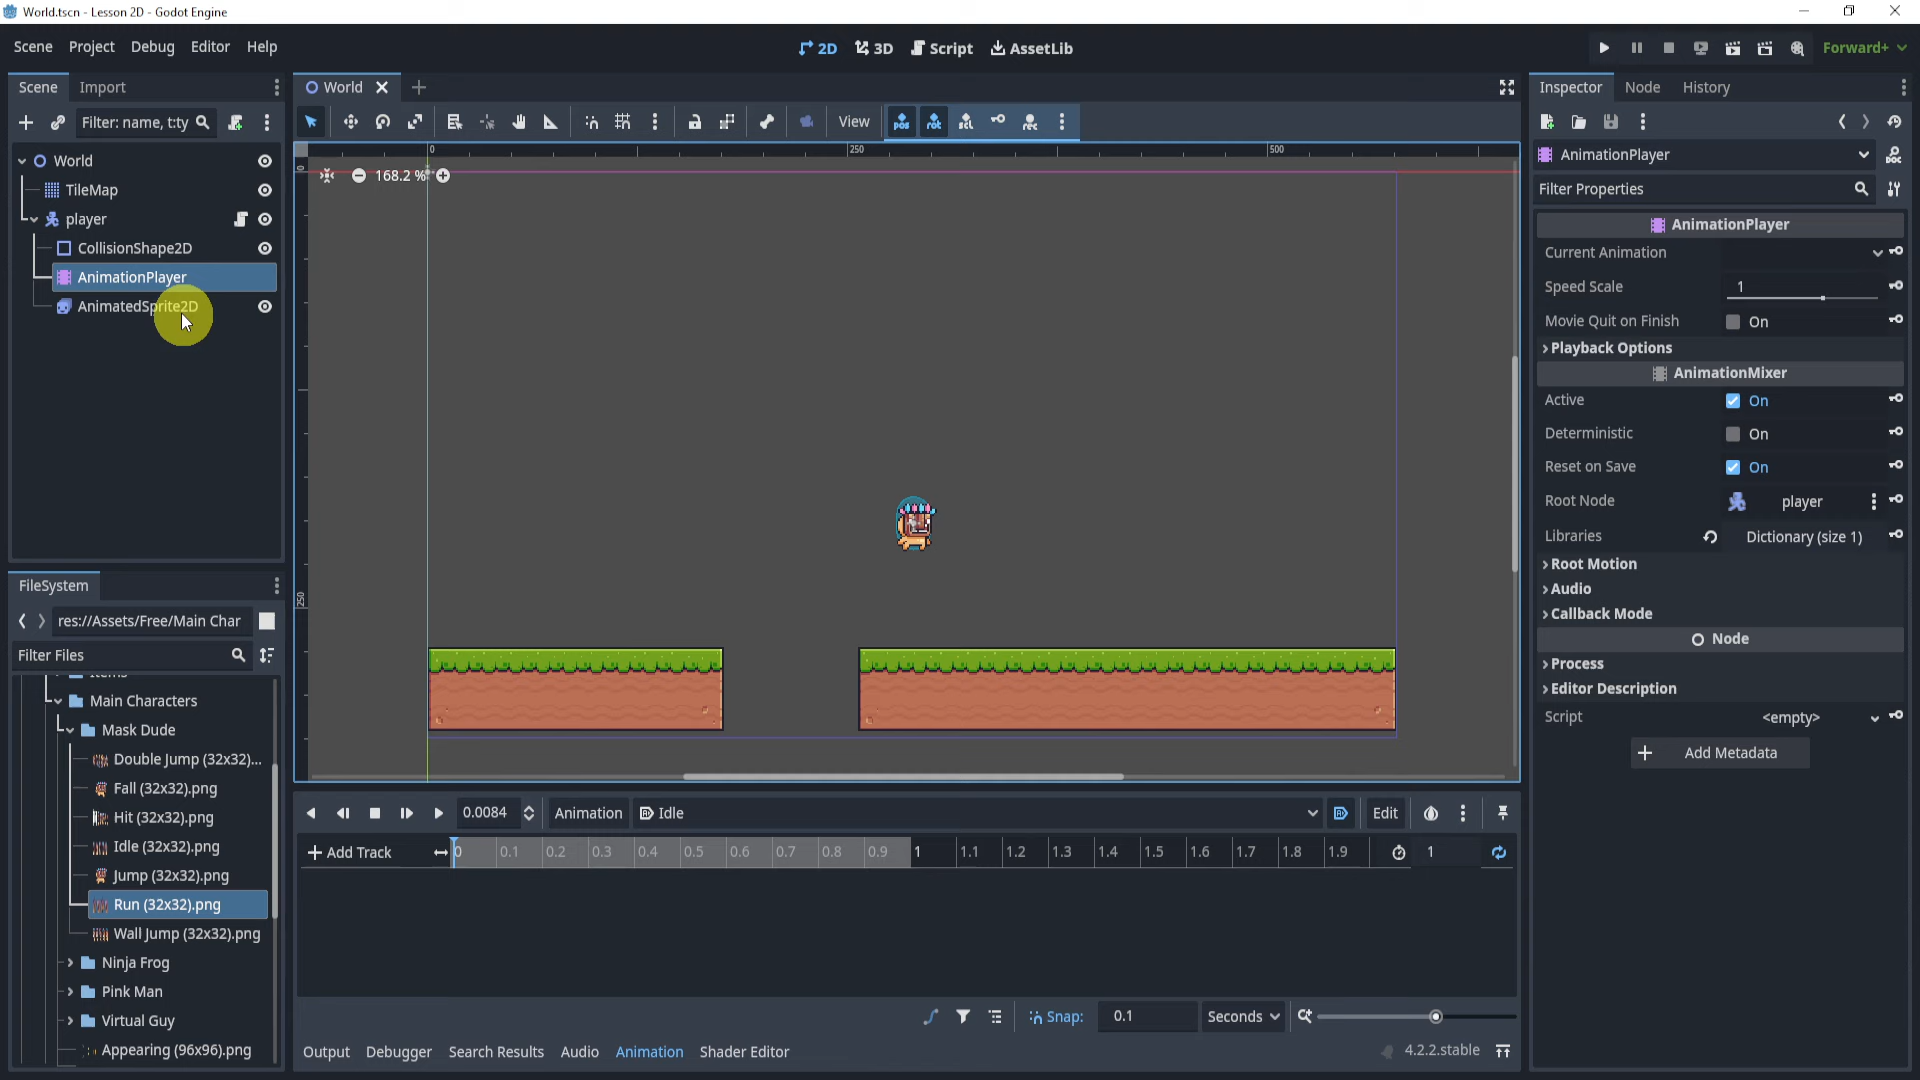 World.tscn - Lesson 2D - Godot Engine
Scene Project Debug Editor Help
2D 3D Script AssetLib
Forward+
Scene Import
World
Inspector Node History
Filter: name, t:ty
View
AnimationPlayer
Filter Properties
World
TileMap
player
CollisionShape2D
AnimationPlayer
AnimatedSprite2D
0 250 500
168.2 %
250
AnimationPlayer
Current Animation
Speed Scale 1
Movie Quit on Finish On
Playback Options
AnimationMixer
Active On
Deterministic On
Reset on Save On
Root Node player
Libraries Dictionary (size 1)
Root Motion
Audio
Callback Mode
Node
Process
Editor Description
Script <empty>
Add Metadata
FileSystem
res://Assets/Free/Main Char
Filter Files
Main Characters
Mask Dude
Double Jump (32x32)...
Fall (32x32).png
Hit (32x32).png
Idle (32x32).png
Jump (32x32).png
Run (32x32).png
Wall Jump (32x32).png
Ninja Frog
Pink Man
Virtual Guy
Appearing (96x96).png
0.0084 Animation Idle Edit
Add Track 0 0.1 0.2 0.3 0.4 0.5 0.6 0.7 0.8 0.9 1 1.1 1.2 1.3 1.4 1.5 1.6 1.7 1.8 1.9 1
Snap: 0.1 Seconds
Output Debugger Search Results Audio Animation Shader Editor 4.2.2.stable